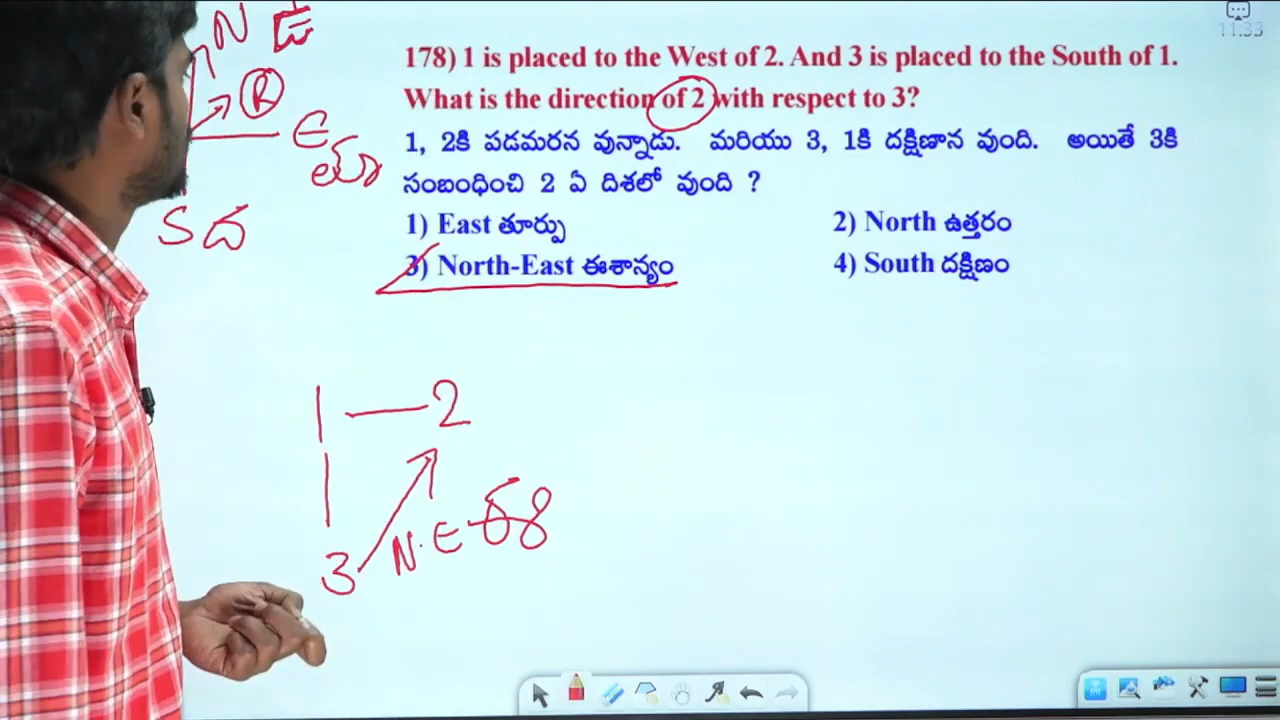 N ఉ
11:33
R
E
తూ
S ద
178) 1 is placed to the West of 2. And 3 is placed to the South of 1.
What is the direction of 2 with respect to 3?
1, 2కి పడమరన వున్నాడు. మరియు 3, 1కి దక్షిణాన వుంది. అయితే 3కి
సంబంధించి 2 ఏ దిశలో వుంది ?
1) East తూర్పు
2) North ఉత్తరం
3) North-East ఈశాన్యం
4) South దక్షిణం
1 — 2
3
N.E